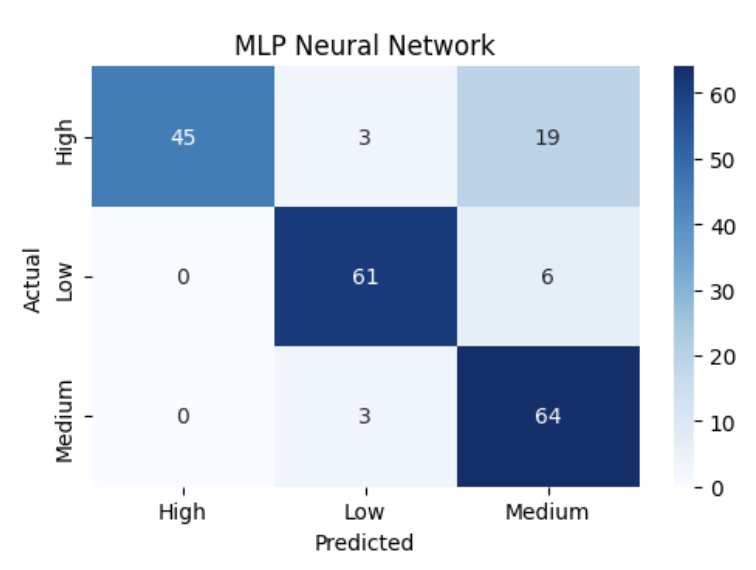 MLP Neural Network
High 45 3 19
Low 0 61 6
Medium 0 3 64
Actual
High Low Medium
Predicted
60
50
40
30
20
10
0